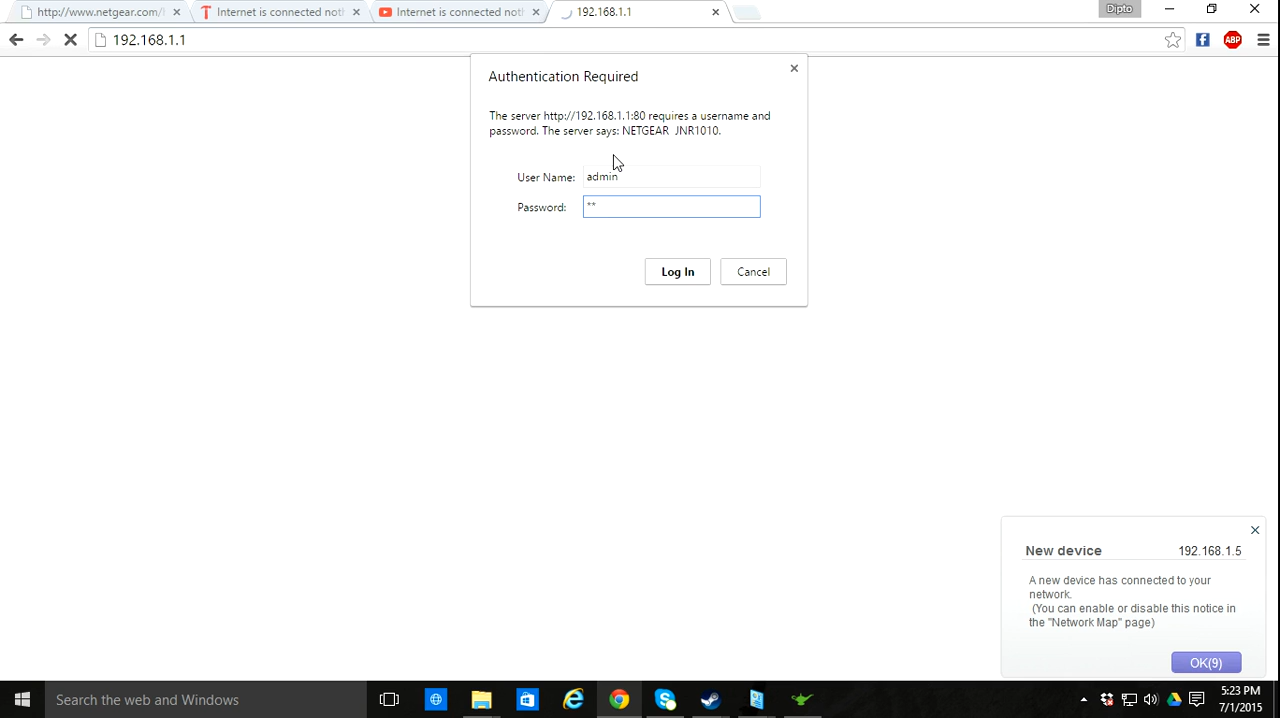 http://www.netgear.com/
Internet is connected not
Internet is connected not
192.168.1.1
Dipto
192.168.1.1
ABP
Authentication Required
The server http://192.168.1.1:80 requires a username and
password. The server says: NETGEAR JNR1010.
User Name: admin
Password: **
Log In
Cancel
New device 192.168.1.5
A new device has connected to your
network.
(You can enable or disable this notice in
the "Network Map" page)
OK(9)
Search the web and Windows
5:23 PM
7/1/2015